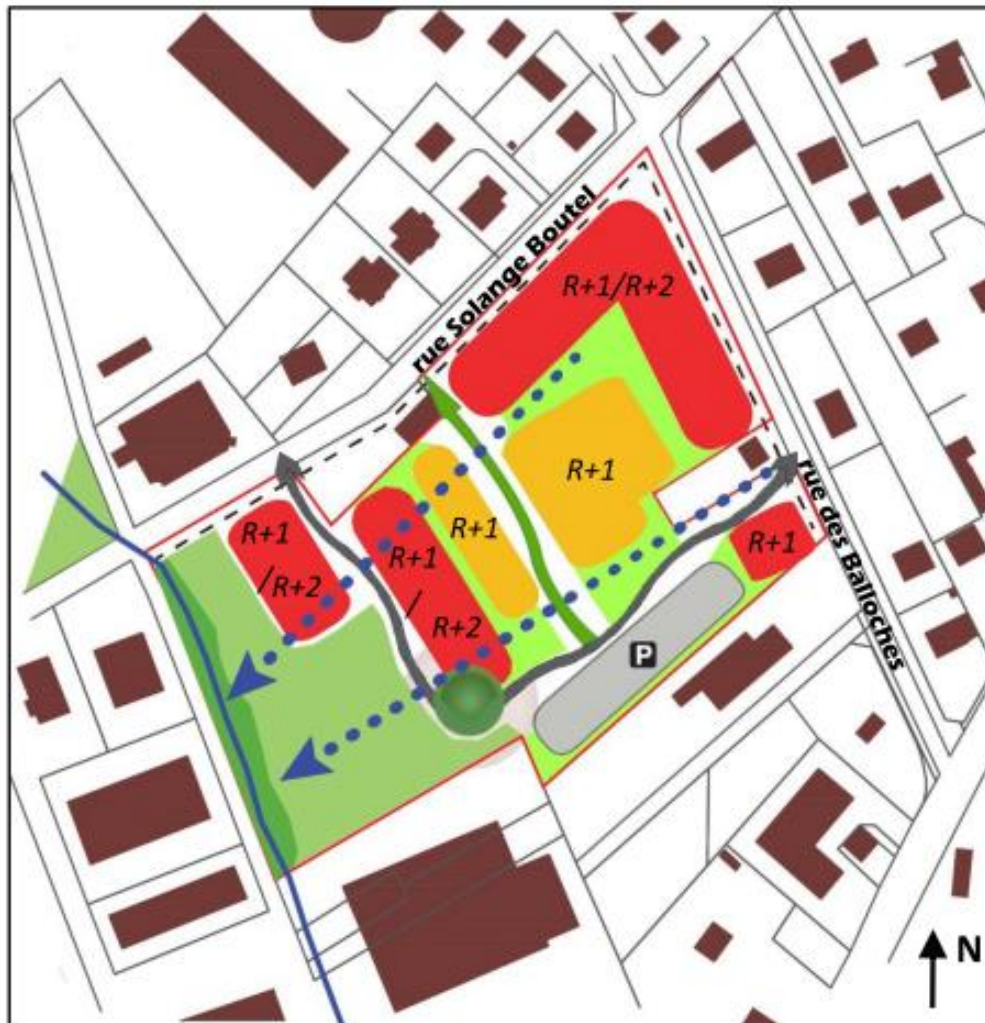 rue Solange Boutel
R+1/R+2
R+1
R+1
R+1
/R+2
R+1
/
R+2
R+1
rue des Balloches
P
N